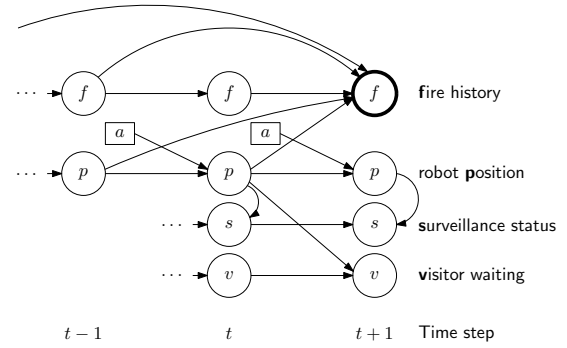 ··· f f f fire history
a a
··· p p p robot position
··· s s surveillance status
··· v v visitor waiting
t − 1 t t + 1 Time step